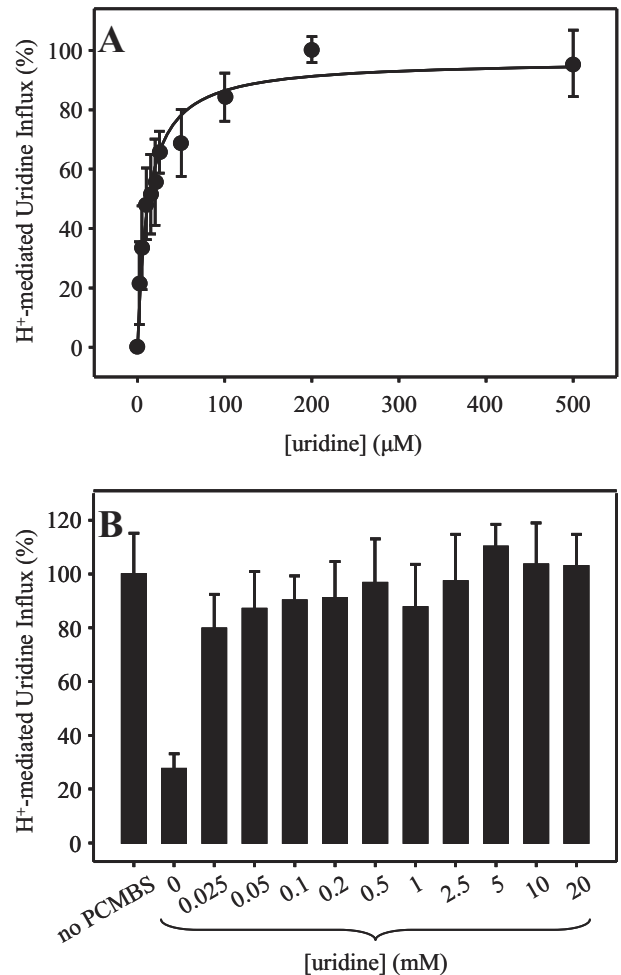 A
H⁺-mediated Uridine Influx (%)
100
80
60
40
20
0
0 100 200 300 400 500
[uridine] (μM)
B
H⁺-mediated Uridine Influx (%)
120
100
80
60
40
20
0
no PCMBS 0 0.025 0.05 0.1 0.2 0.5 1 2.5 5 10 20
[uridine] (mM)